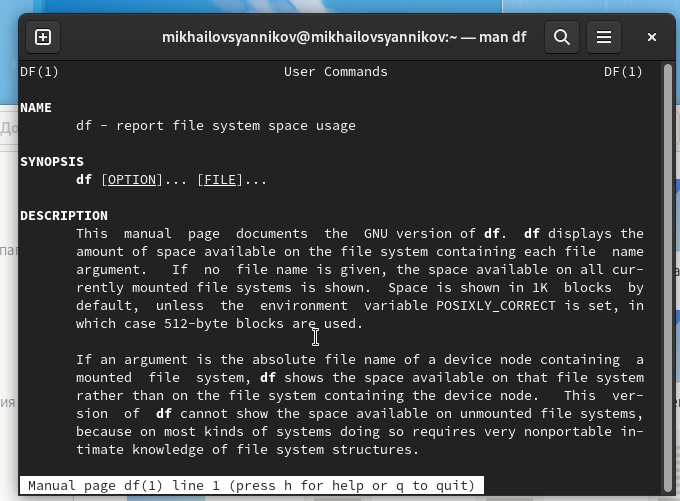 mikhailovsyannikov@mikhailovsyannikov:~ — man df
DF(1) User Commands DF(1)
NAME
df - report file system space usage
SYNOPSIS
df [OPTION]... [FILE]...
DESCRIPTION
This manual page documents the GNU version of df. df displays the
amount of space available on the file system containing each file name
argument. If no file name is given, the space available on all cur-
rently mounted file systems is shown. Space is shown in 1K blocks by
default, unless the environment variable POSIXLY_CORRECT is set, in
which case 512-byte blocks are used.
If an argument is the absolute file name of a device node containing a
mounted file system, df shows the space available on that file system
rather than on the file system containing the device node. This ver-
sion of df cannot show the space available on unmounted file systems,
because on most kinds of systems doing so requires very nonportable in-
timate knowledge of file system structures.
Manual page df(1) line 1 (press h for help or q to quit)